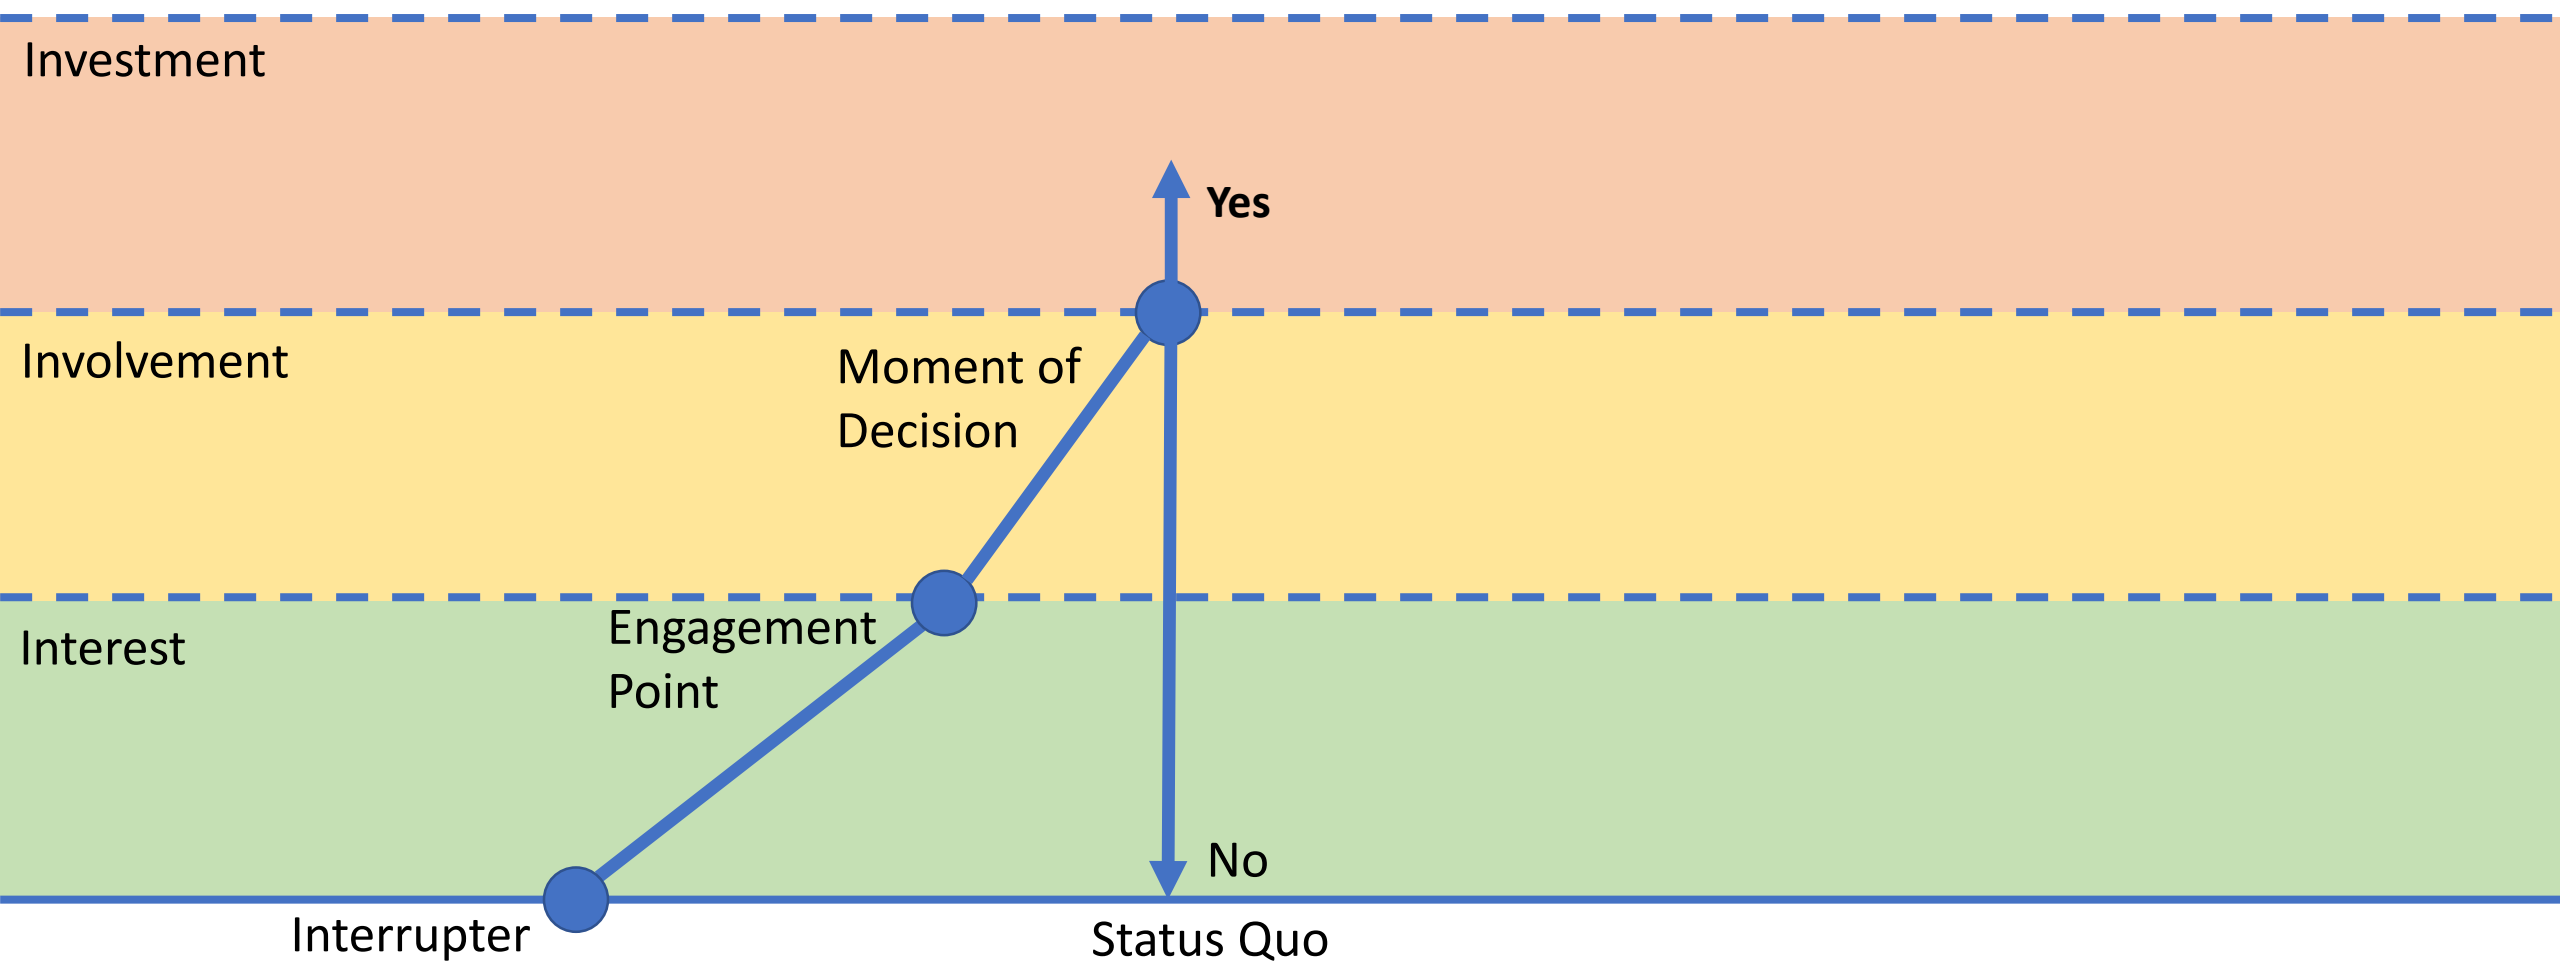 Investment
Yes
Involvement
Moment of
Decision
Engagement
Point
Interest
No
Interrupter
Status Quo